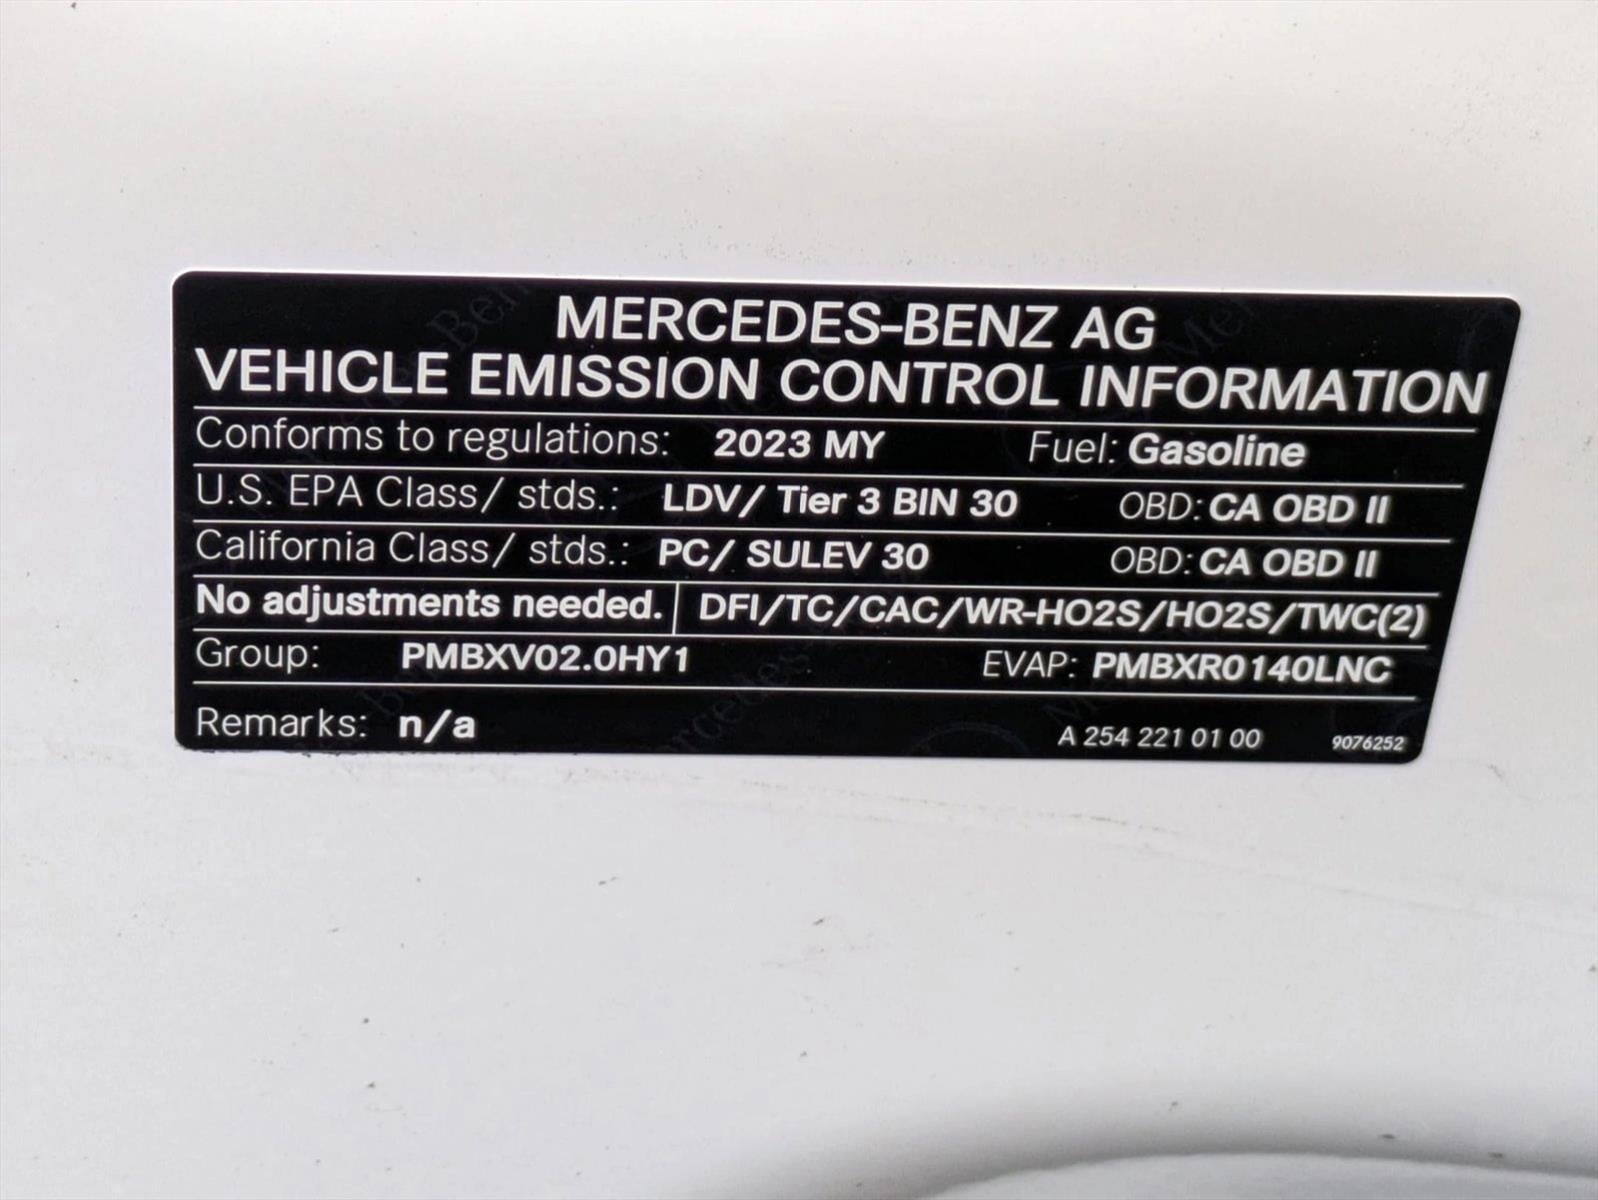 MERCEDES-BENZ AG
VEHICLE EMISSION CONTROL INFORMATION
Conforms to regulations: 2023 MY Fuel: Gasoline
U.S. EPA Class/ stds.: LDV/ Tier 3 BIN 30 OBD: CA OBD II
California Class/ stds.: PC/ SULEV 30 OBD: CA OBD II
No adjustments needed. DFI/TC/CAC/WR-HO2S/HO2S/TWC(2)
Group: PMBXV02.0HY1 EVAP: PMBXR0140LNC
Remarks: n/a A 254 221 01 00 9076252